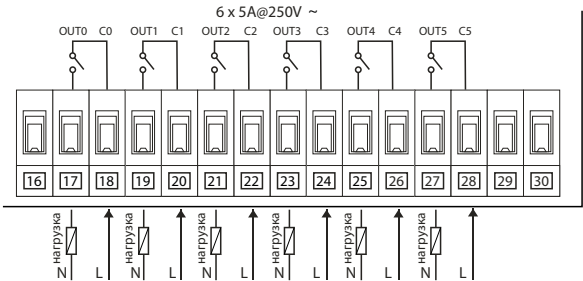 6 x 5A@250V ~
OUT0 C0 OUT1 C1 OUT2 C2 OUT3 C3 OUT4 C4 OUT5 C5
16 17 18 19 20 21 22 23 24 25 26 27 28 29 30
нагрузка нагрузка нагрузка нагрузка нагрузка нагрузка
N L N L N L N L N L N L